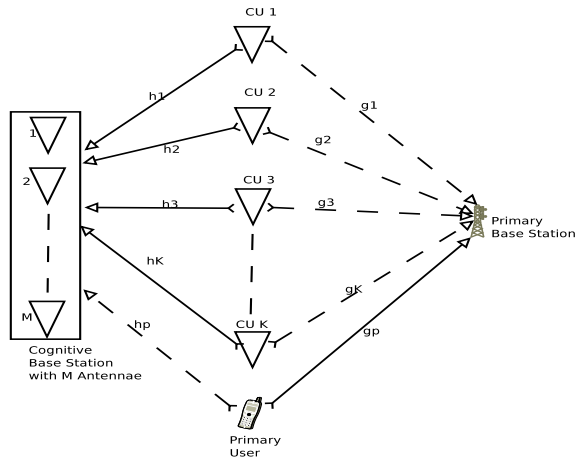 CU 1
h1
g1
CU 2
1
h2
g2
2
CU 3
h3
g3
Primary
Base Station
hK
gK
M
CU K
hp
gp
Cognitive
Base Station
with M Antennae
Primary
User